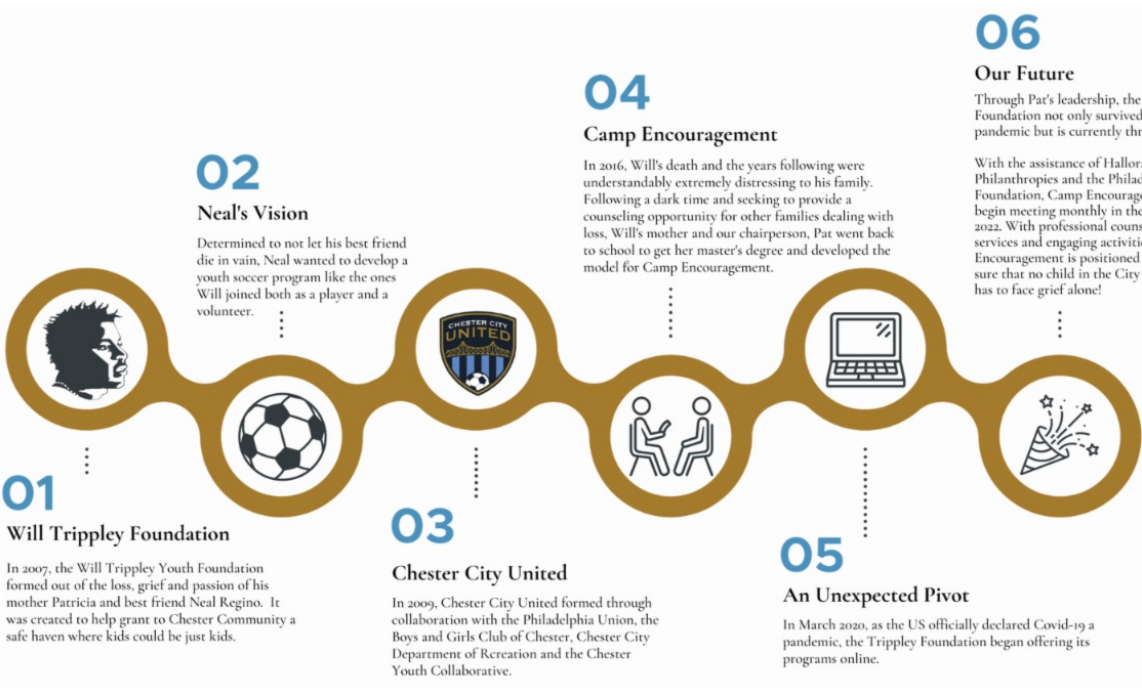 01
Will Trippley Foundation
In 2007, the Will Trippley Youth Foundation
formed out of the loss, grief and passion of his
mother Patricia and best friend Neal Regino. It
was created to help grant to Chester Community a
safe haven where kids could be just kids.
02
Neal's Vision
Determined to not let his best friend
die in vain, Neal wanted to develop a
youth soccer program like the ones
Will joined both as a player and a
volunteer.
CHESTER CITY
UNITED
03
Chester City United
In 2009, Chester City United formed through
collaboration with the Philadelphia Union, the
Boys and Girls Club of Chester, Chester City
Department of Rcreation and the Chester
Youth Collaborative.
04
Camp Encouragement
In 2016, Will's death and the years following were
understandably extremely distressing to his family.
Following a dark time and seeking to provide a
counseling opportunity for other families dealing with
loss, Will's mother and our chairperson, Pat went back
to school to get her master's degree and developed the
model for Camp Encouragement.
05
An Unexpected Pivot
In March 2020, as the US officially declared Covid-19 a
pandemic, the Trippley Foundation began offering its
programs online.
06
Our Future
Through Pat's leadership, the
Foundation not only survived
pandemic but is currently thr
With the assistance of Hallor
Philanthropies and the Philad
Foundation, Camp Encourage
begin meeting monthly in the
2022. With professional couns
services and engaging activiti
Encouragement is positioned
sure that no child in the City
has to face grief alone!